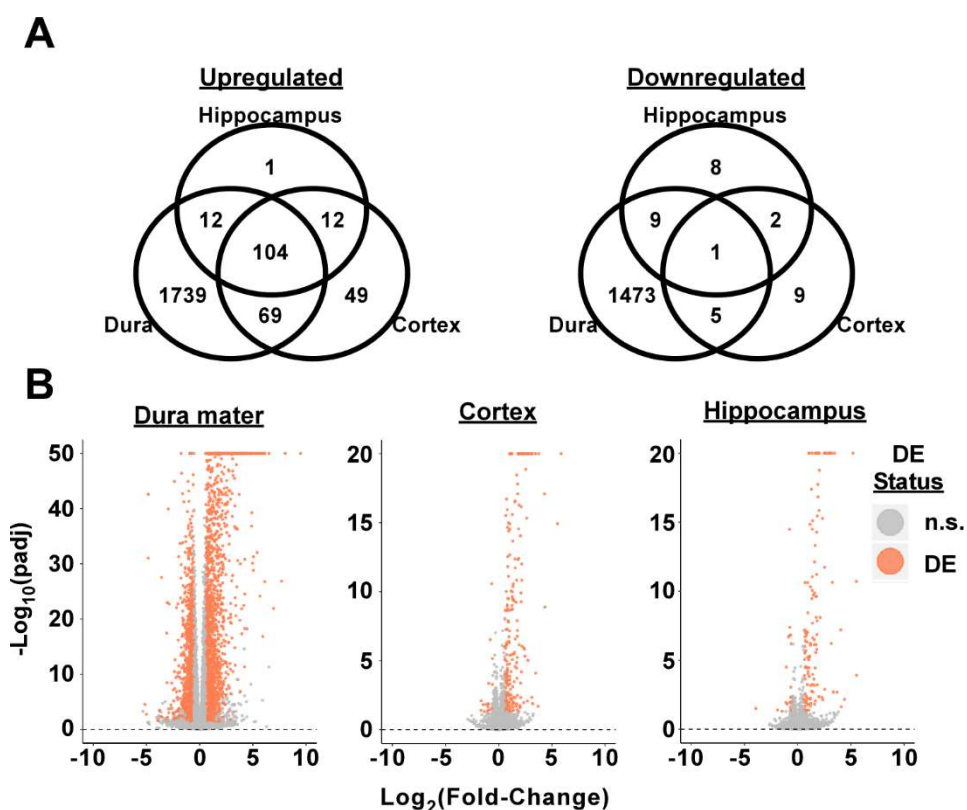 A
Upregulated
Hippocampus
1
12
12
104
1739
49
69
Dura
Cortex
Downregulated
Hippocampus
8
9
2
1
1473
9
5
Dura
Cortex
B
Dura mater
Cortex
Hippocampus
-Log10(padj)
50
40
30
20
10
0
-10 -5 0 5 10
20
15
10
5
0
-10 -5 0 5 10
20
15
10
5
0
-10 -5 0 5 10
DE
Status
n.s.
DE
Log2(Fold-Change)